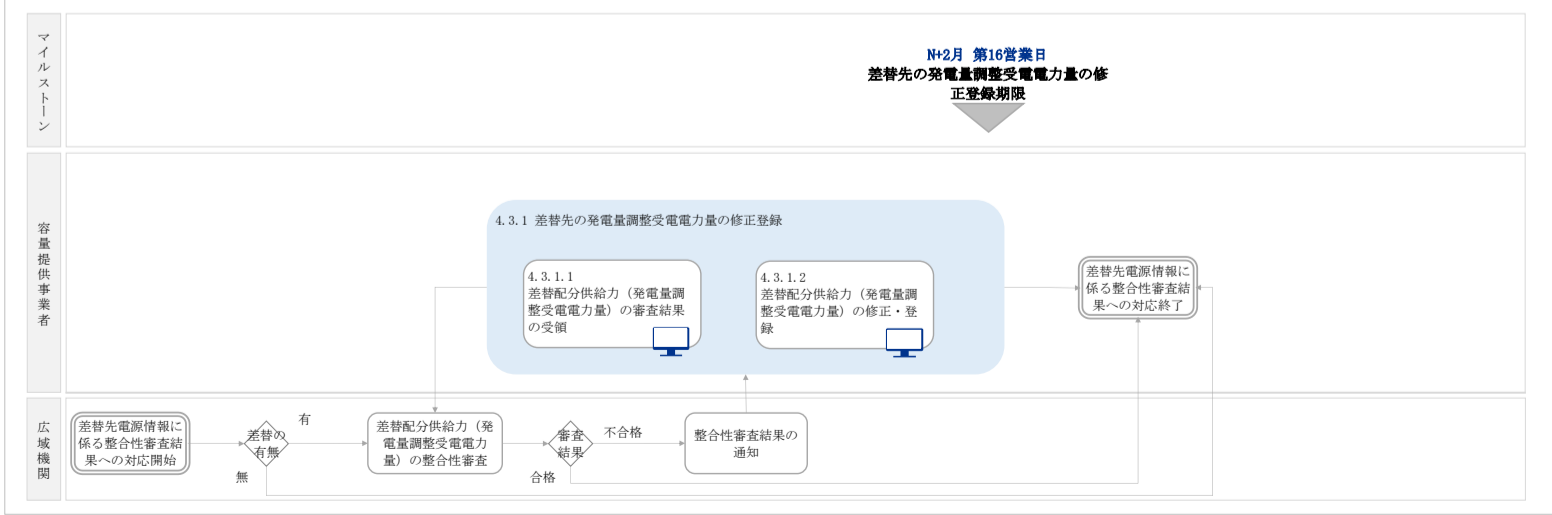 マイルストーン
N+2月 第16営業日
差替先の発電量調整受電電力量の修
正登録期限
容量提供事業者
4.3.1 差替先の発電量調整受電電力量の修正登録
4.3.1.1
差替配分供給力（発電量調
整受電電力量）の審査結果
の受領
4.3.1.2
差替配分供給力（発電量調
整受電電力量）の修正・登
録
差替先電源情報に
係る整合性審査結
果への対応終了
広域機関
差替先電源情報に
係る整合性審査結
果への対応開始
差替の
有無
有
無
差替配分供給力（発
電量調整受電電力
量）の整合性審査
審査
結果
不合格
合格
整合性審査結果の
通知